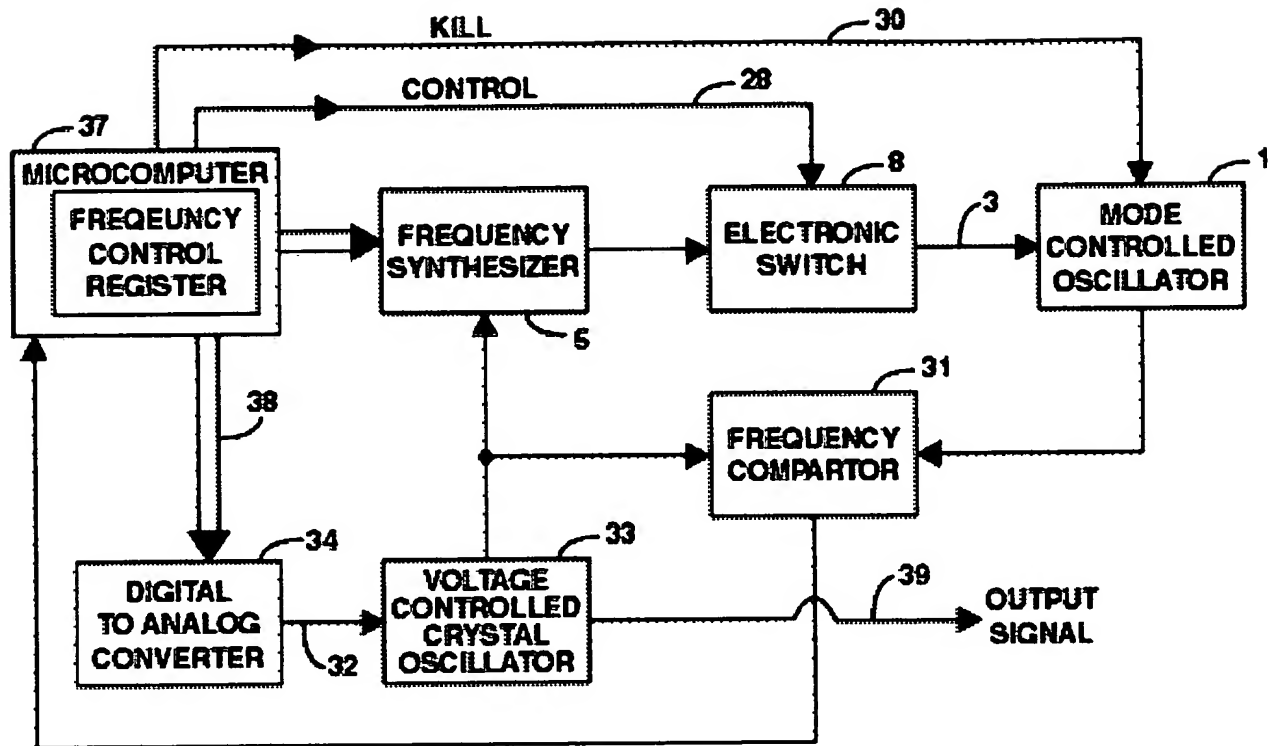 KILL
30
CONTROL
28
37
MICROCOMPUTER
FREQEUNCY
CONTROL
REGISTER
FREQUENCY
SYNTHESIZER
5
8
ELECTRONIC
SWITCH
3
1
MODE
CONTROLLED
OSCILLATOR
38
31
FREQUENCY
COMPARTOR
34
DIGITAL
TO ANALOG
CONVERTER
32
33
VOLTAGE
CONTROLLED
CRYSTAL
OSCILLATOR
39
OUTPUT
SIGNAL